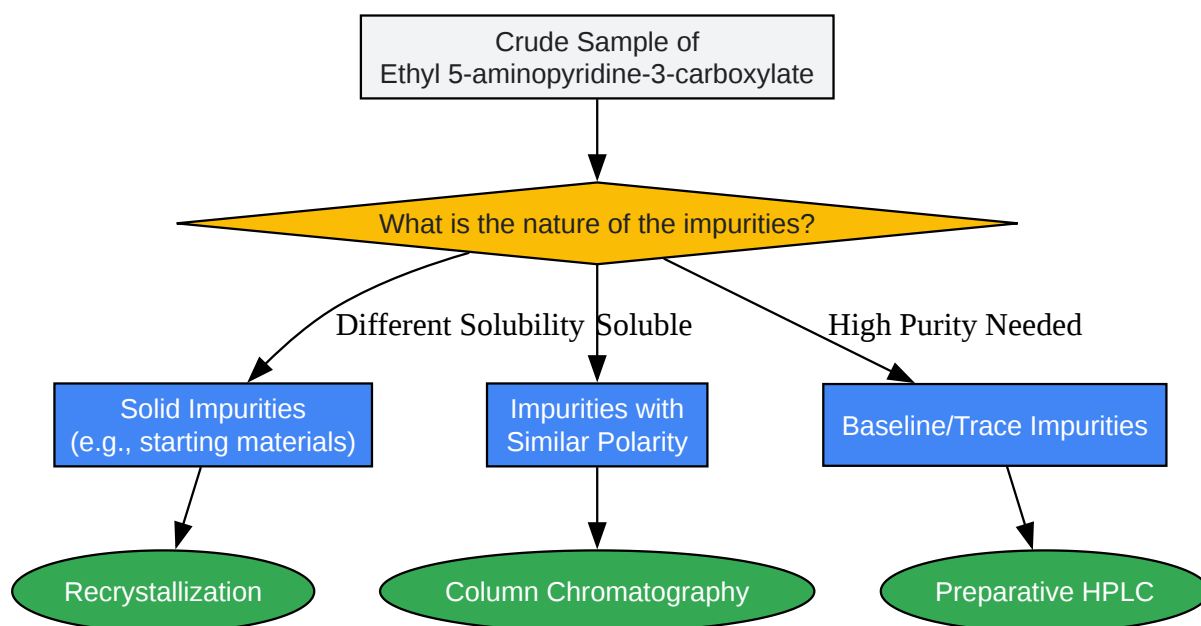 Crude Sample of
Ethyl 5-aminopyridine-3-carboxylate
What is the nature of the impurities?
Different Solubility
Soluble
High Purity Needed
Solid Impurities
(e.g., starting materials)
Impurities with
Similar Polarity
Baseline/Trace Impurities
Recrystallization
Column Chromatography
Preparative HPLC